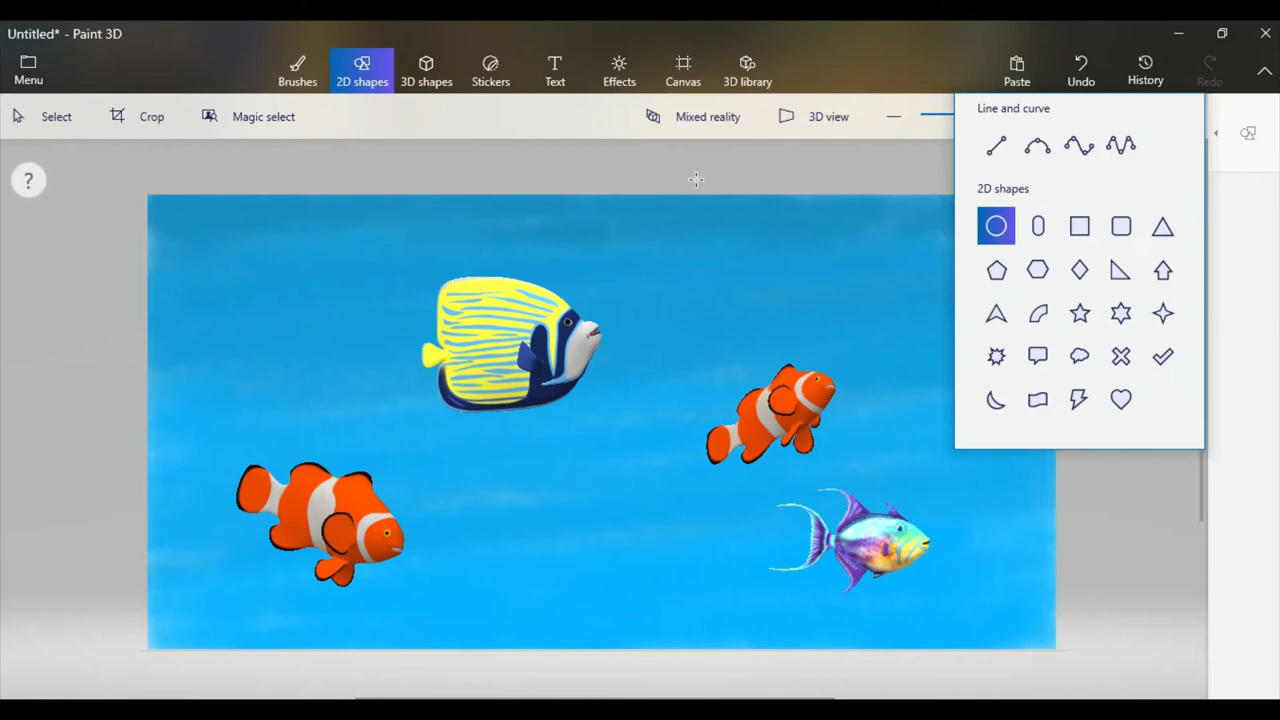 Untitled* - Paint 3D
Menu
Brushes
2D shapes
3D shapes
Stickers
Text
Effects
Canvas
3D library
Paste
Undo
History
Redo
Select
Crop
Magic select
Mixed reality
3D view
Line and curve
?
2D shapes